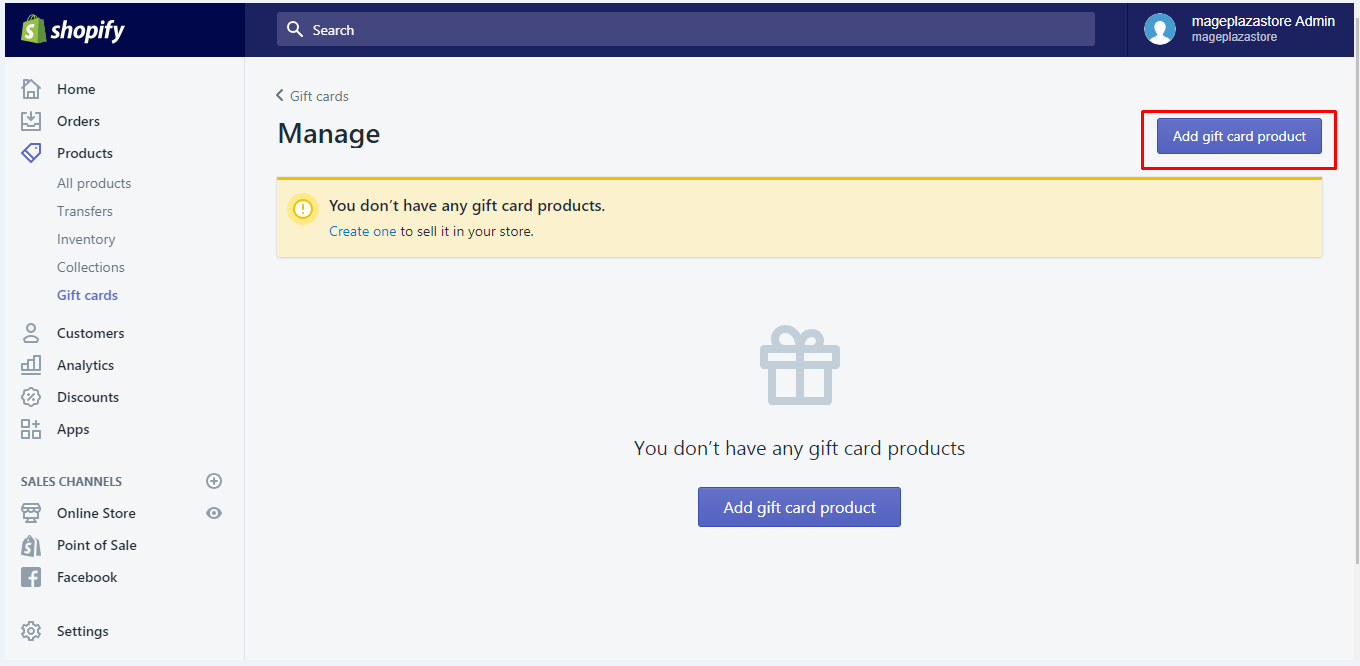 shopify
Search
mageplazastore Admin
mageplazastore
Home
Orders
Products
All products
Transfers
Inventory
Collections
Gift cards
Customers
Analytics
Discounts
Apps
SALES CHANNELS
Online Store
Point of Sale
Facebook
Settings
Gift cards
Manage
Add gift card product
You don’t have any gift card products.
Create one to sell it in your store.
You don’t have any gift card products
Add gift card product